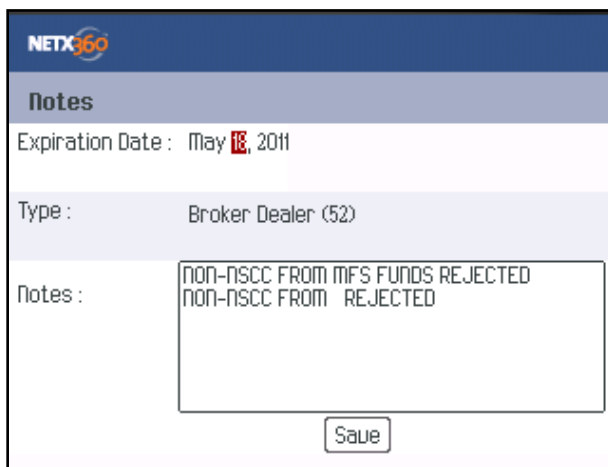 NETX360
Notes
Expiration Date : May 18, 2011
Type : Broker Dealer (52)
Notes :
NON-NSCC FROM MFS FUNDS REJECTED
NON-NSCC FROM REJECTED
Save